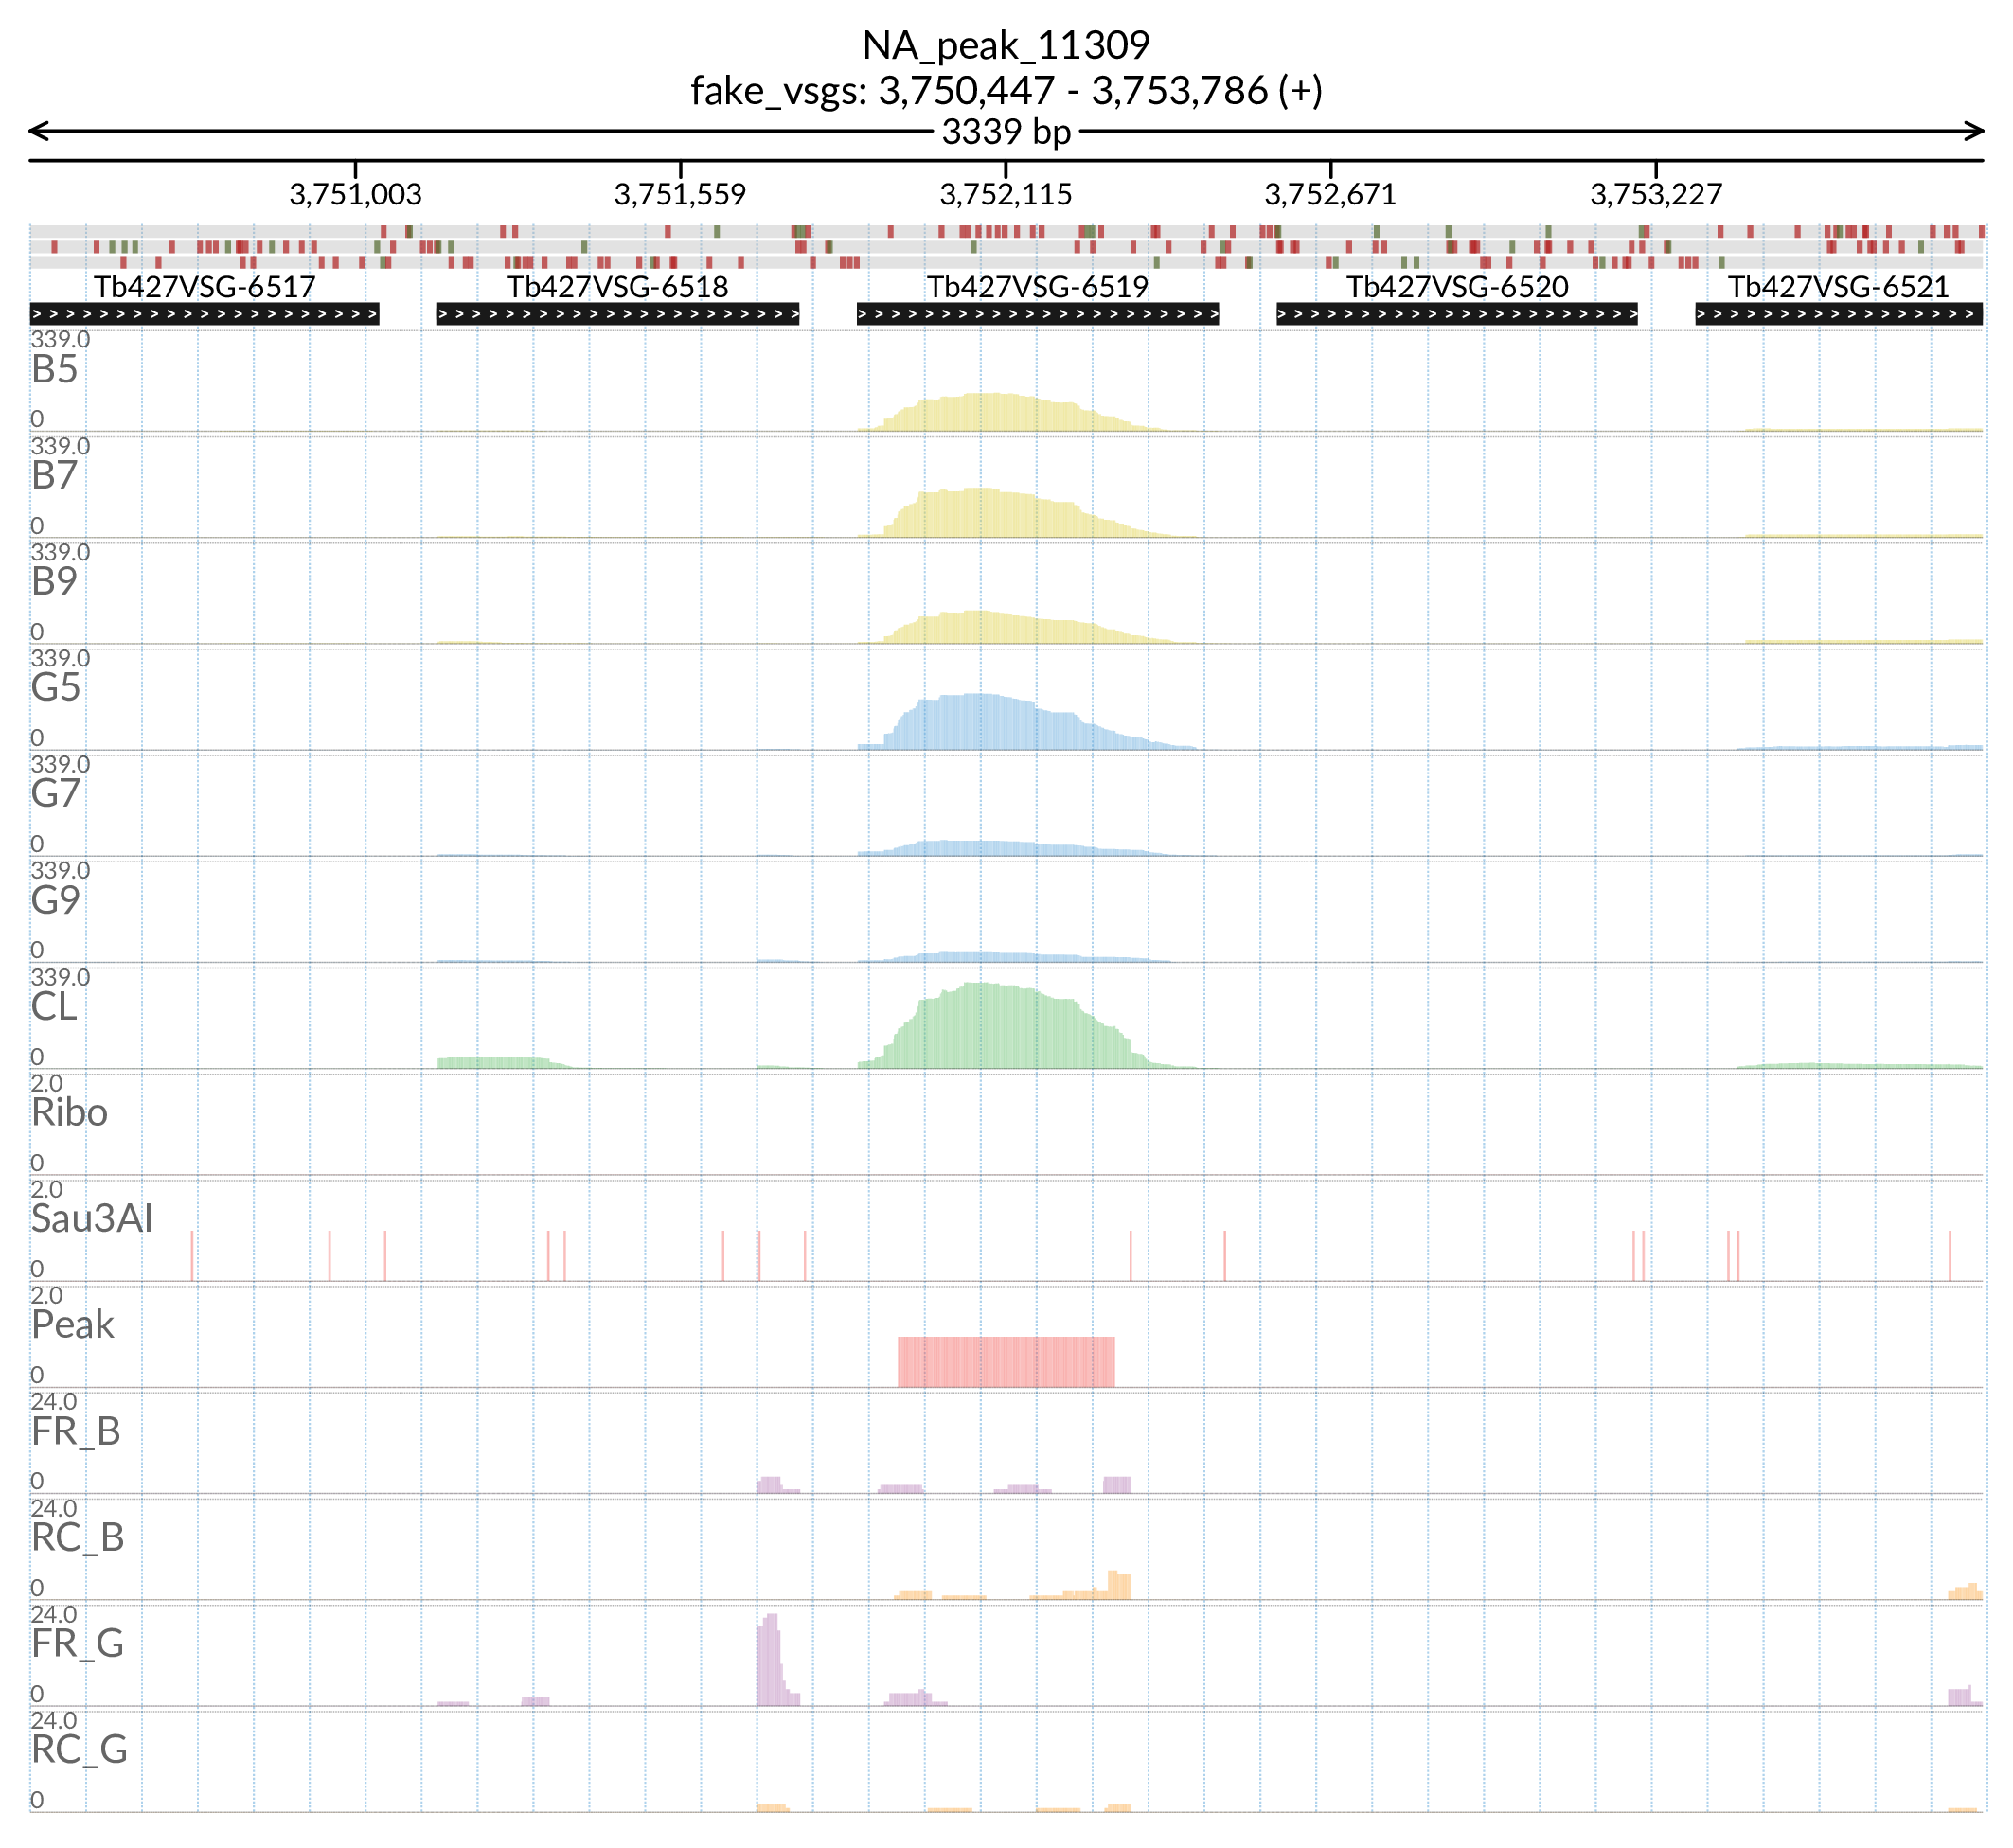 NA_peak_11309
fake_vsgs: 3,750,447 - 3,753,786 (+)
3339 bp
3,751,003 3,751,559 3,752,115 3,752,671 3,753,227
Tb427VSG-6517 Tb427VSG-6518 Tb427VSG-6519 Tb427VSG-6520 Tb427VSG-6521
339.0
B5
0
339.0
B7
0
339.0
B9
0
339.0
G5
0
339.0
G7
0
339.0
G9
0
339.0
CL
0
2.0
Ribo
0
2.0
Sau3AI
0
2.0
Peak
0
24.0
FR_B
0
24.0
RC_B
0
24.0
FR_G
0
24.0
RC_G
0